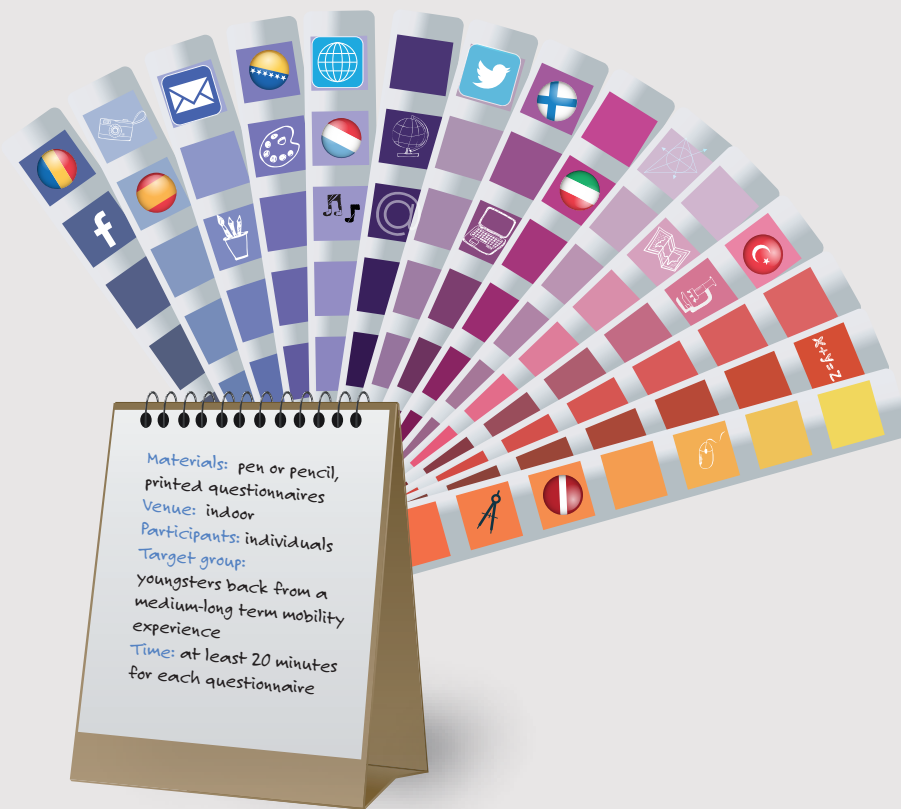 f
@
Z=A+X
Materials: pen or pencil,
printed questionnaires
Venue: indoor
Participants: individuals
Target group:
youngsters back from a
medium-long term mobility
experience
Time: at least 20 minutes
for each questionnaire